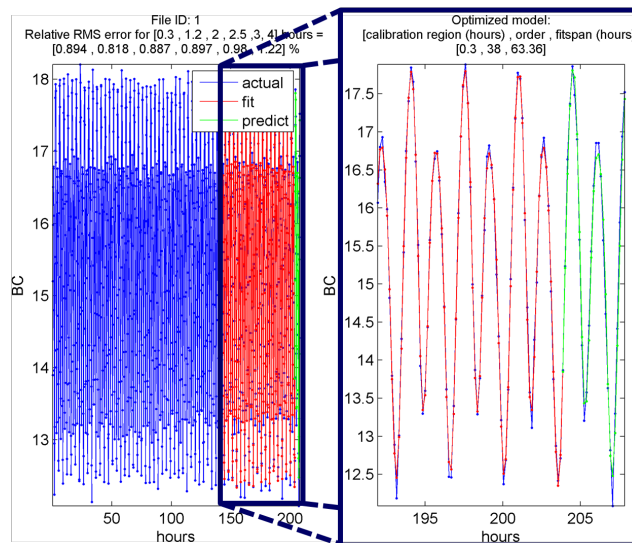 File ID: 1
Relative RMS error for [0.3 , 1.2 , 2 , 2.5 ,3, 4] hours =
[0.894 , 0.818 , 0.887 , 0.897 , 0.98, 1.22] %
18
17
16
15
14
13
BC
50
100
150
200
hours
actual
fit
predict
Optimized model:
[calibration region (hours) , order , fitspan (hours
[0.3 , 38 , 63.36]
17.5
17
16.5
16
15.5
15
14.5
14
13.5
13
12.5
BC
195
200
205
hours